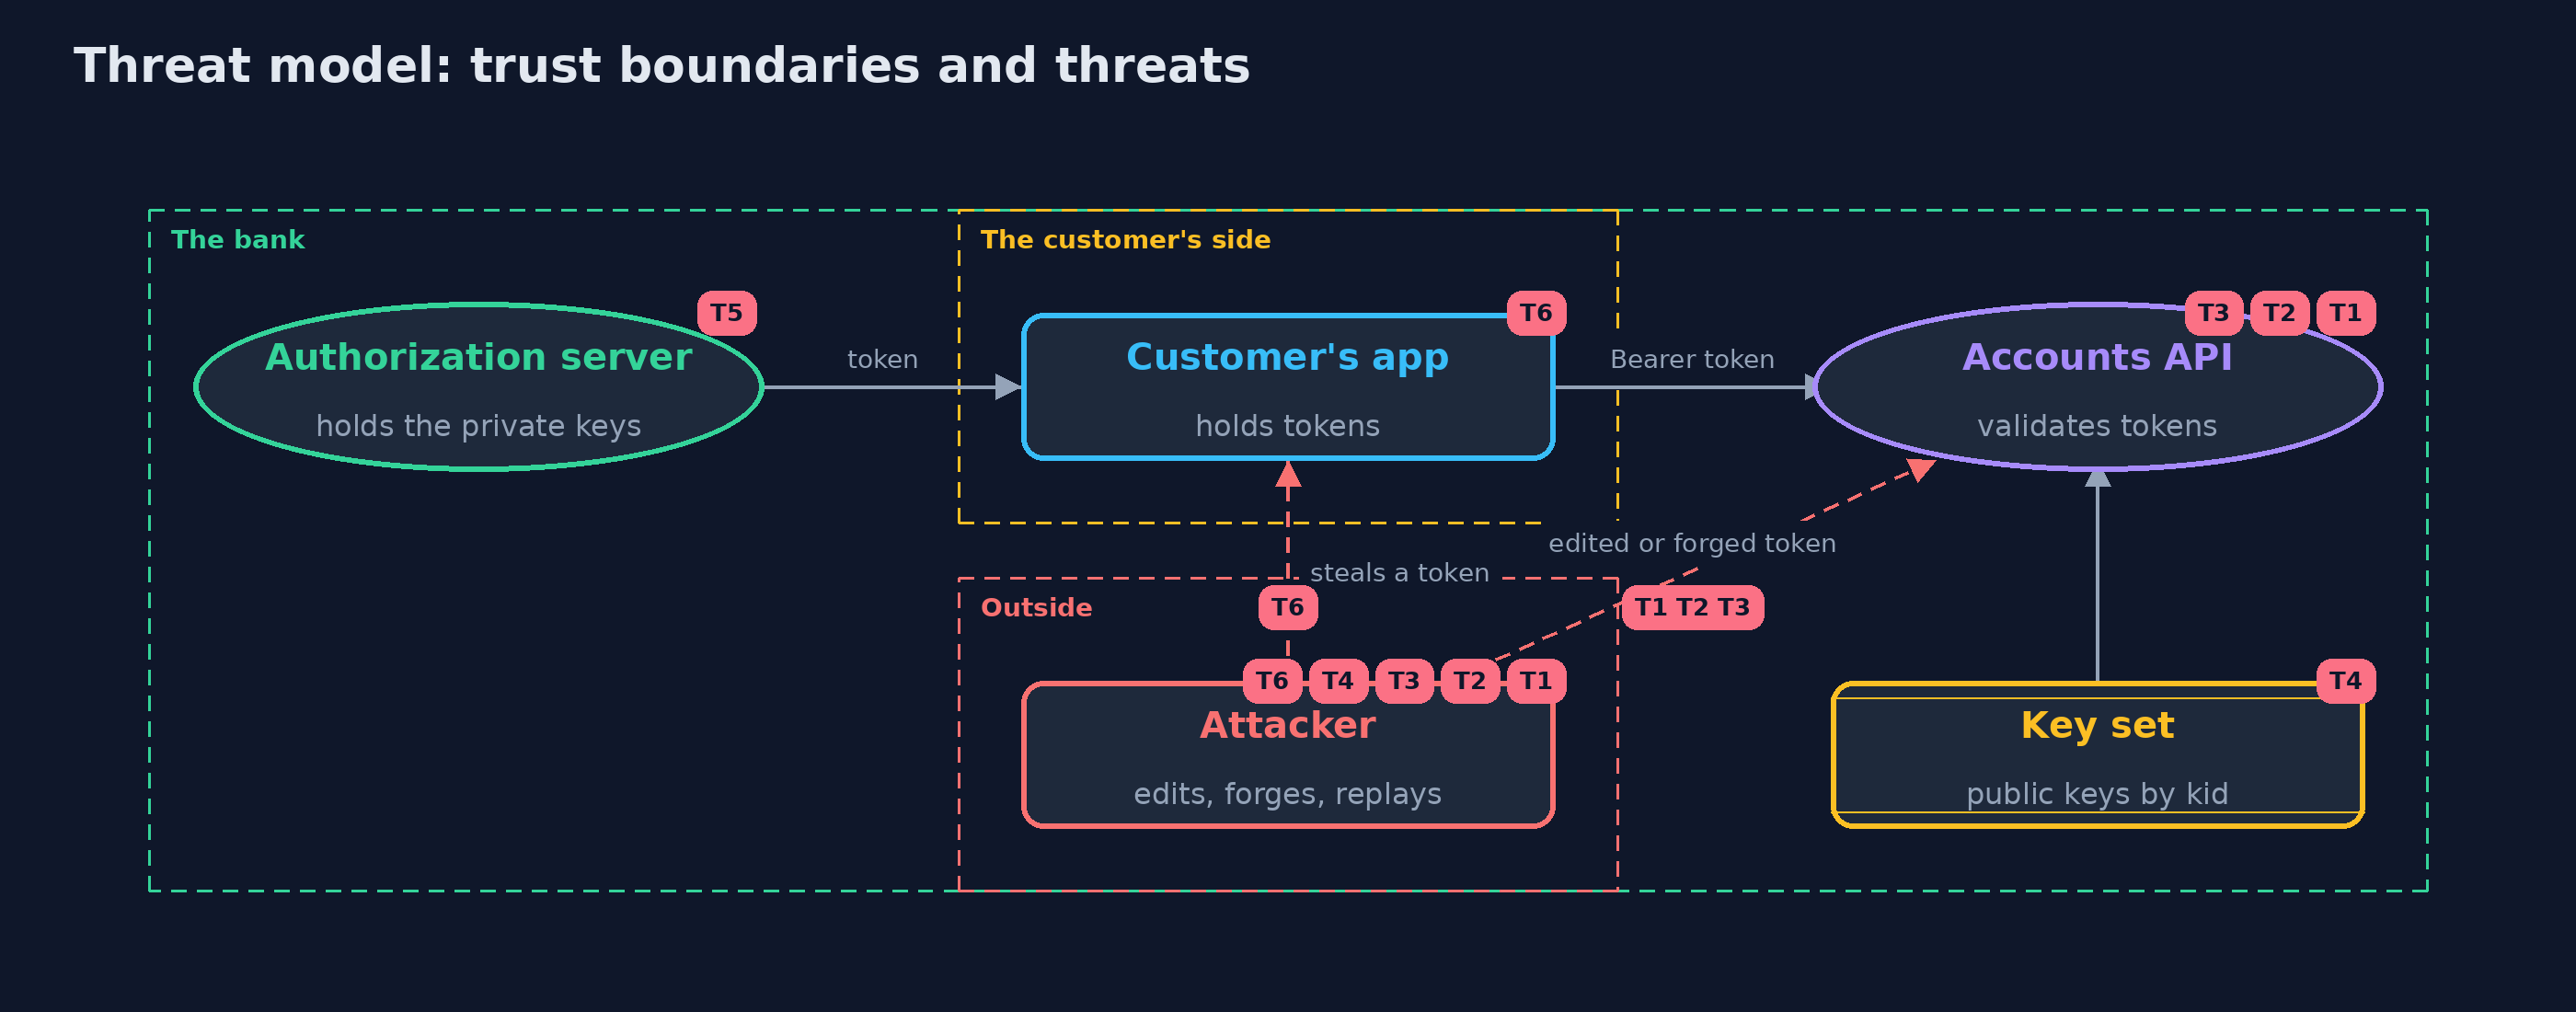 Threat model: trust boundaries and threats
The bank
The customer's side
T5
T6
T3 T2 T1
Authorization server
holds the private keys
token
Customer's app
holds tokens
Bearer token
Accounts API
validates tokens
edited or forged token
steals a token
Outside
T6
T1 T2 T3
T6 T4 T3 T2 T1
T4
Attacker
edits, forges, replays
Key set
public keys by kid